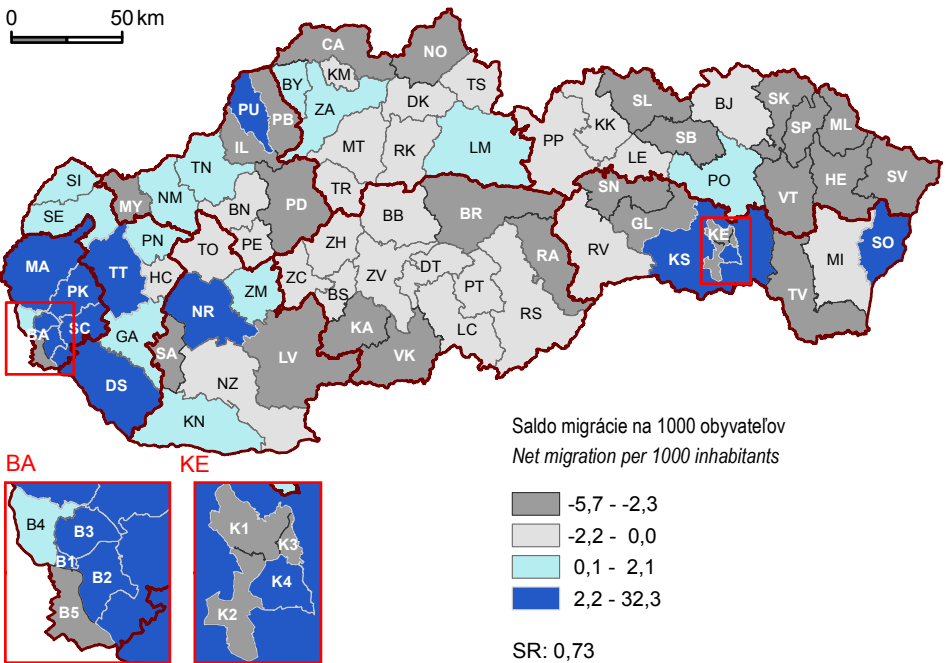 0 50 km
CA
NO
KM
BY
TS
PU
ZA
DK
PB
SL
BJ
SK
KK
SP
ML
IL
MT
RK
LM
PP
SB
LE
TN
SI
PO
HE
SV
MY
NM
TR
SN
VT
SE
BN
PD
BB
BR
GL
KE
PN
TO
PE
ZH
RV
SO
MA
TT
HC
ZC
ZV
DT
RA
KS
MI
PK
ZM
BS
PT
TV
NR
SC
BA
GA
SA
KA
LC
RS
LV
VK
DS
NZ
KN
BA
B4
B3
B1
B2
B5
KE
K1
K3
K4
K2
Saldo migrácie na 1000 obyvateľov
Net migration per 1000 inhabitants
-5,7 - -2,3
-2,2 - 0,0
0,1 - 2,1
2,2 - 32,3
SR: 0,73